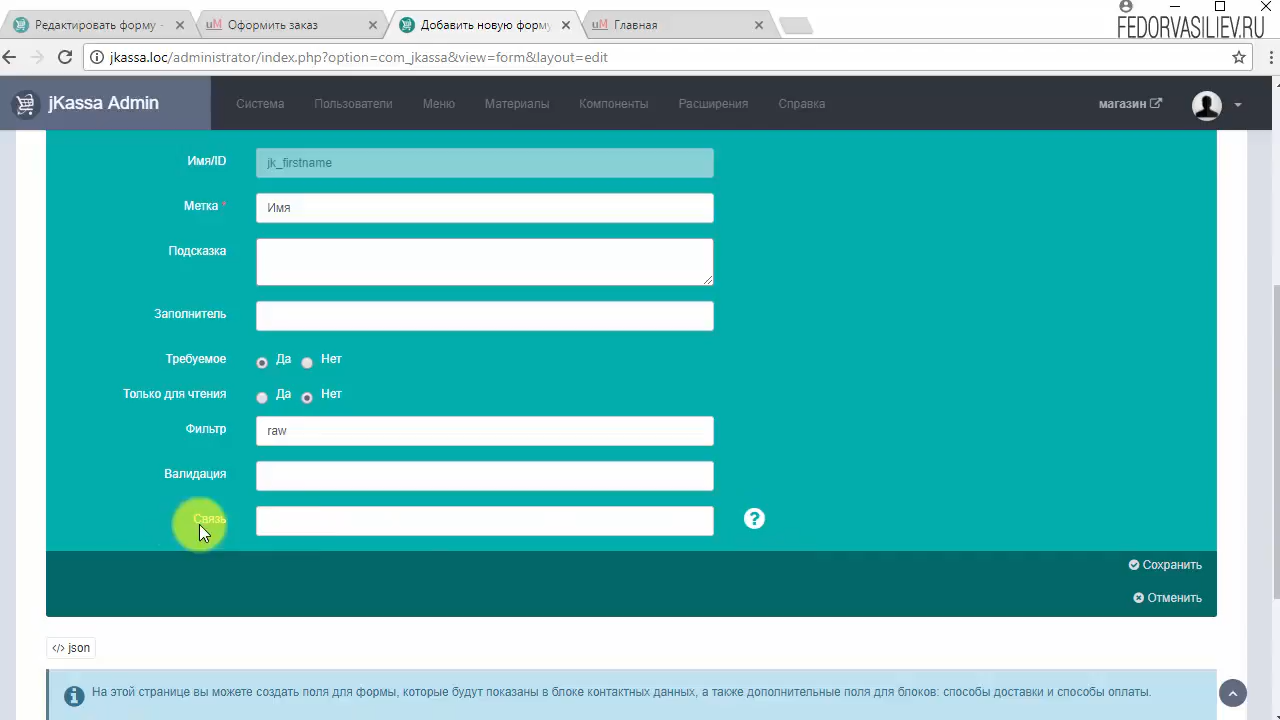 Редактировать форму -
uM Оформить заказ
Добавить новую форму
uM Главная
FEDORVASILIEV.RU
jkassa.loc/administrator/index.php?option=com_jkassa&view=form&layout=edit
jKassa Admin
Система
Пользователи
Меню
Материалы
Компоненты
Расширения
Справка
магазин
Имя/ID
jk_firstname
Метка *
Имя
Подсказка
Заполнитель
Требуемое
Да Нет
Только для чтения
Да Нет
Фильтр
raw
Валидация
Связь
?
Сохранить
Отменить
</> json
На этой странице вы можете создать поля для формы, которые будут показаны в блоке контактных данных, а также дополнительные поля для блоков: способы доставки и способы оплаты.